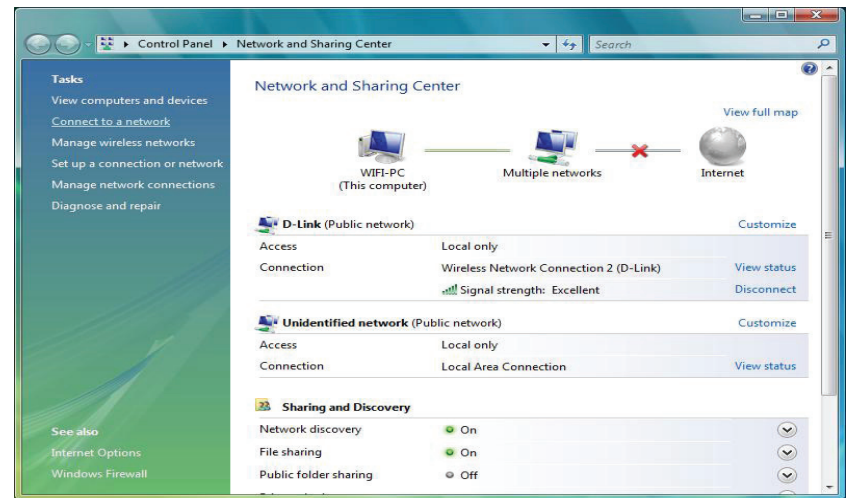 Control Panel Network and Sharing Center Search
Tasks
View computers and devices
Connect to a network
Manage wireless networks
Set up a connection or network
Manage network connections
Diagnose and repair
See also
Internet Options
Windows Firewall
Network and Sharing Center
View full map
WIFI-PC
(This computer)
Multiple networks
Internet
D-Link (Public network) Customize
Access Local only
Connection Wireless Network Connection 2 (D-Link) View status
Signal strength: Excellent Disconnect
Unidentified network (Public network) Customize
Access Local only
Connection Local Area Connection View status
Sharing and Discovery
Network discovery On
File sharing On
Public folder sharing Off